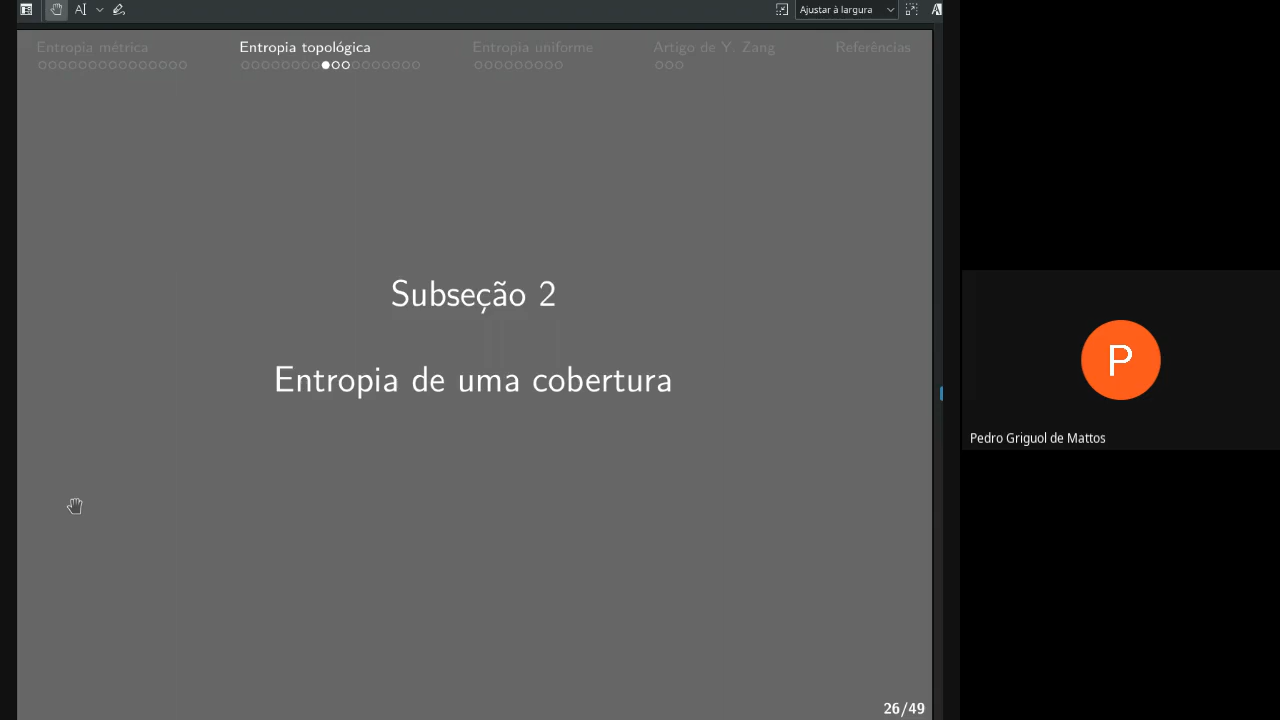 Ajustar à largura
Entropia métrica
Entropia topológica
Entropia uniforme
Artigo de Y. Zang
Referências
Subseção 2
Entropia de uma cobertura
P
Pedro Griguol de Mattos
26/49